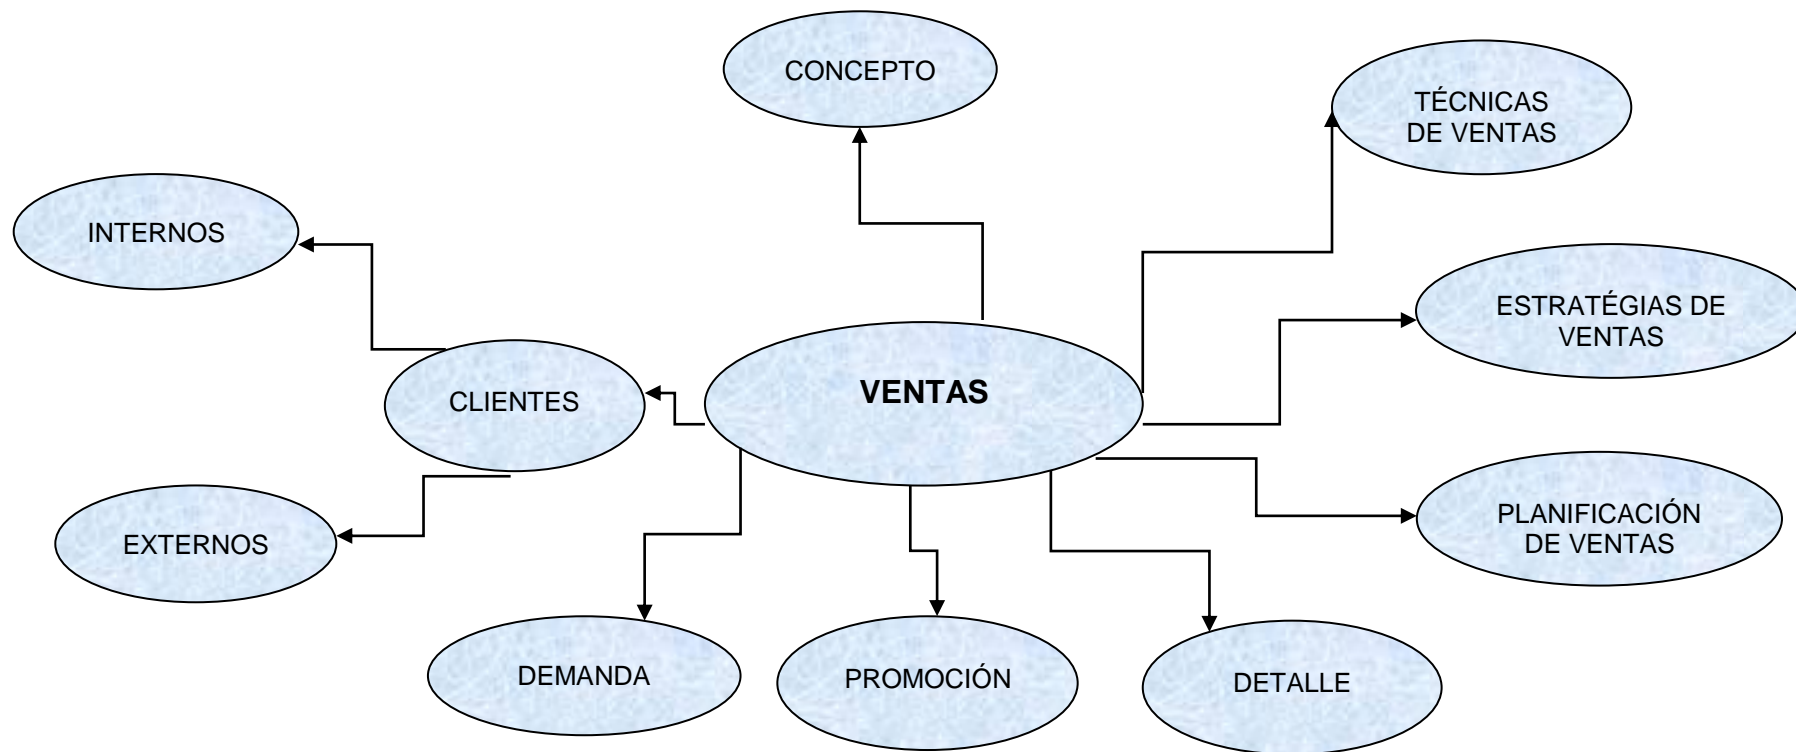 CONCEPTO
TÉCNICAS
DE VENTAS
INTERNOS
ESTRATÉGIAS DE
VENTAS
VENTAS
CLIENTES
PLANIFICACIÓN
DE VENTAS
EXTERNOS
DEMANDA
PROMOCIÓN
DETALLE